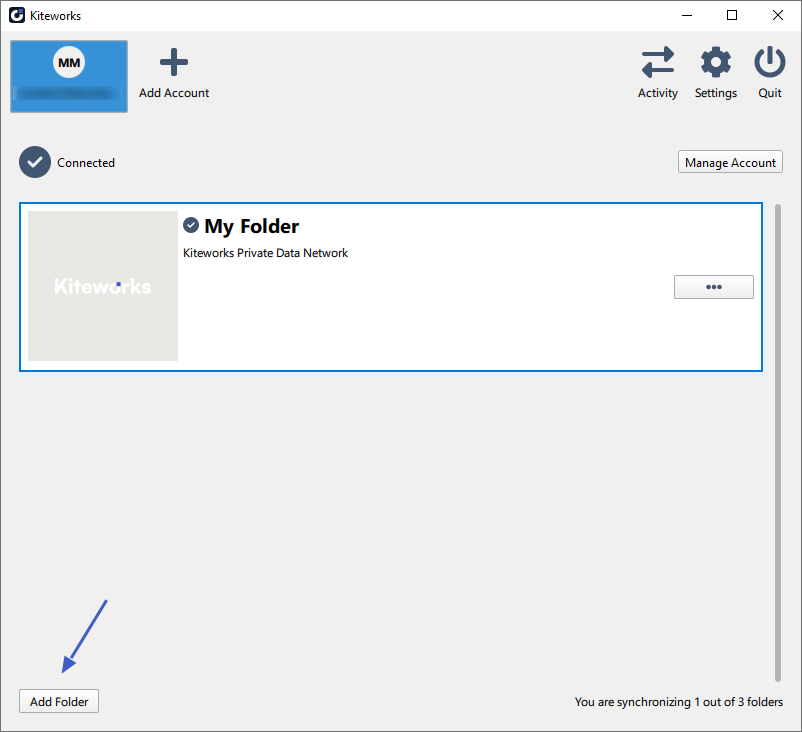 Kiteworks
MM
Add Account
Activity
Settings
Quit
Connected
Manage Account
Kiteworks
My Folder
Kiteworks Private Data Network
Add Folder
You are synchronizing 1 out of 3 folders